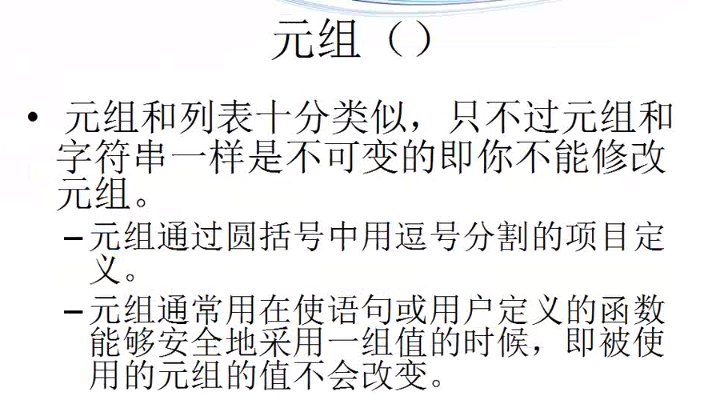 元组（）
• 元组和列表十分类似，只不过元组和
字符串一样是不可变的即你不能修改
元组。
–元组通过圆括号中用逗号分割的项目定
义。
–元组通常用在使语句或用户定义的函数
能够安全地采用一组值的时候，即被使
用的元组的值不会改变。